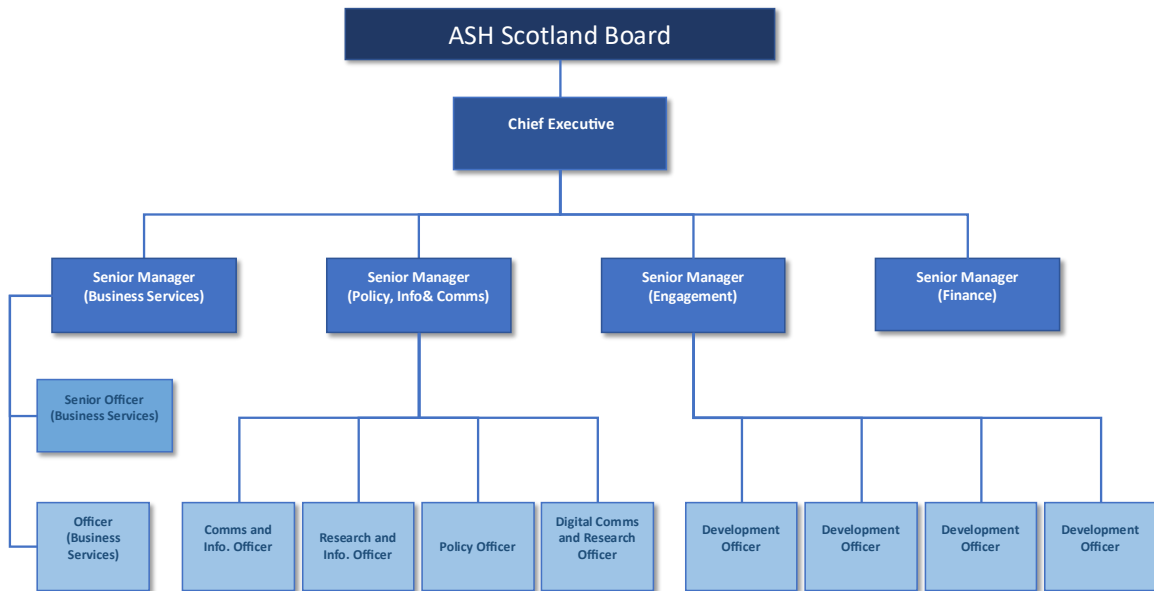 ASH Scotland Board
Chief Executive
Senior Manager
(Business Services)
Senior Manager
(Policy, Info& Comms)
Senior Manager
(Engagement)
Senior Manager
(Finance)
Senior Officer
(Business Services)
Officer
(Business
Services)
Comms and
Info. Officer
Research and
Info. Officer
Policy Officer
Digital Comms
and Research
Officer
Development
Officer
Development
Officer
Development
Officer
Development
Officer